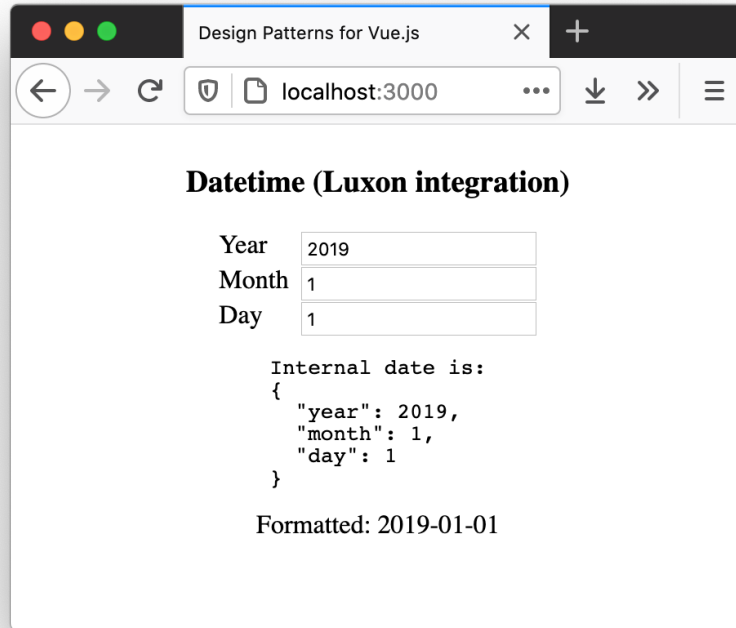 Design Patterns for Vue.js
localhost:3000
Datetime (Luxon integration)
Year 2019
Month 1
Day 1
Internal date is:
{
  "year": 2019,
  "month": 1,
  "day": 1
}
Formatted: 2019-01-01